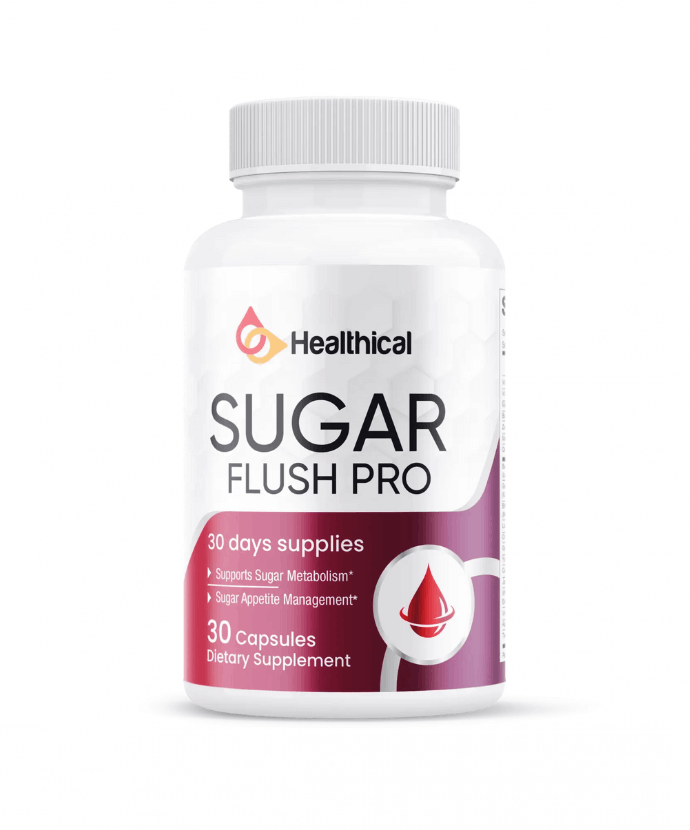 Healthical
SUGAR
FLUSH PRO
30 days supplies
Supports Sugar Metabolism*
Sugar Appetite Management*
30 Capsules
Dietary Supplement